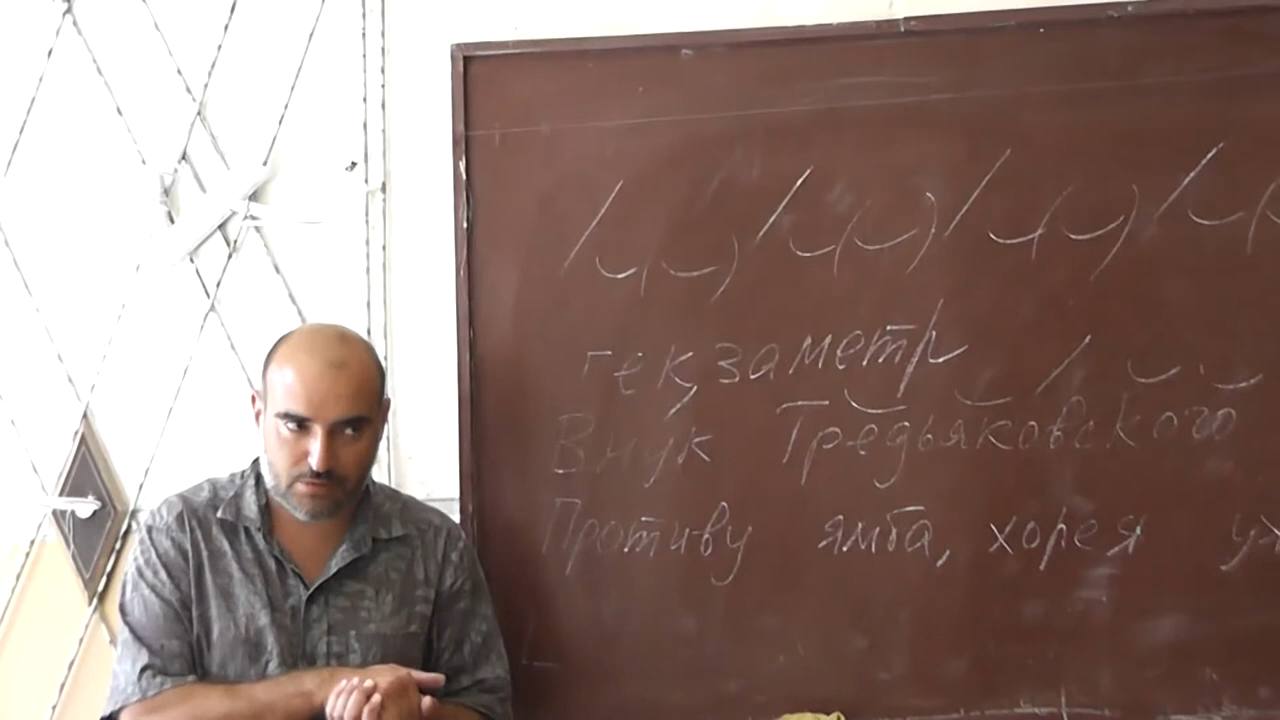 гекзаметр
Внук Тредьяковского
Противу ямба, хорея